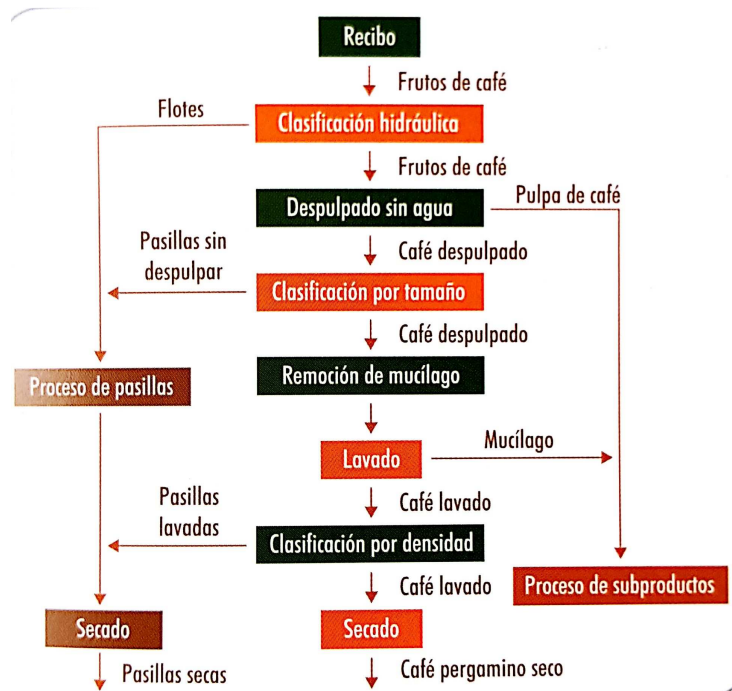 Recibo
Frutos de café
Flotes
Clasificación hidráulica
Frutos de café
Pulpa de café
Despulpado sin agua
Pasillas sin
despulpar
Café despulpado
Clasificación por tamaño
Café despulpado
Proceso de pasillas
Remoción de mucílago
Mucílago
Lavado
Pasillas
lavadas
Café lavado
Clasificación por densidad
Café lavado
Proceso de subproductos
Secado
Secado
Pasillas secas
Café pergamino seco